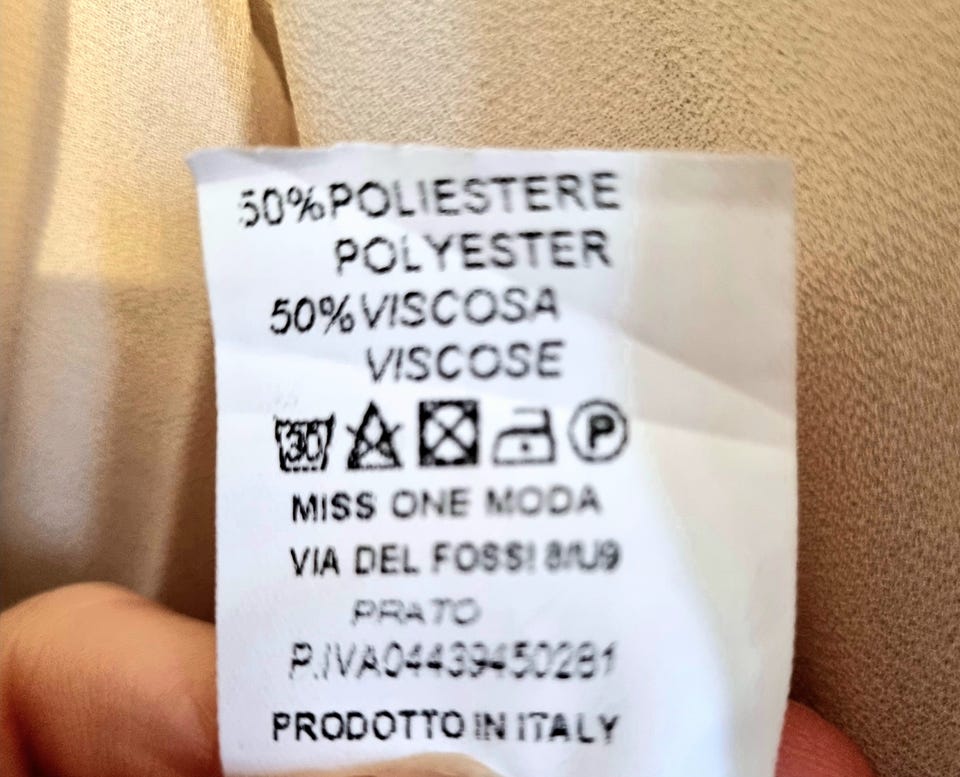 50%POLIESTERE
POLYESTER
50%VISCOSA
VISCOSE
30 P
MISS ONE MODA
VIA DEL FOSSI 8/U9
PRATO
P.IVA04439450281
PRODOTTO IN ITALY